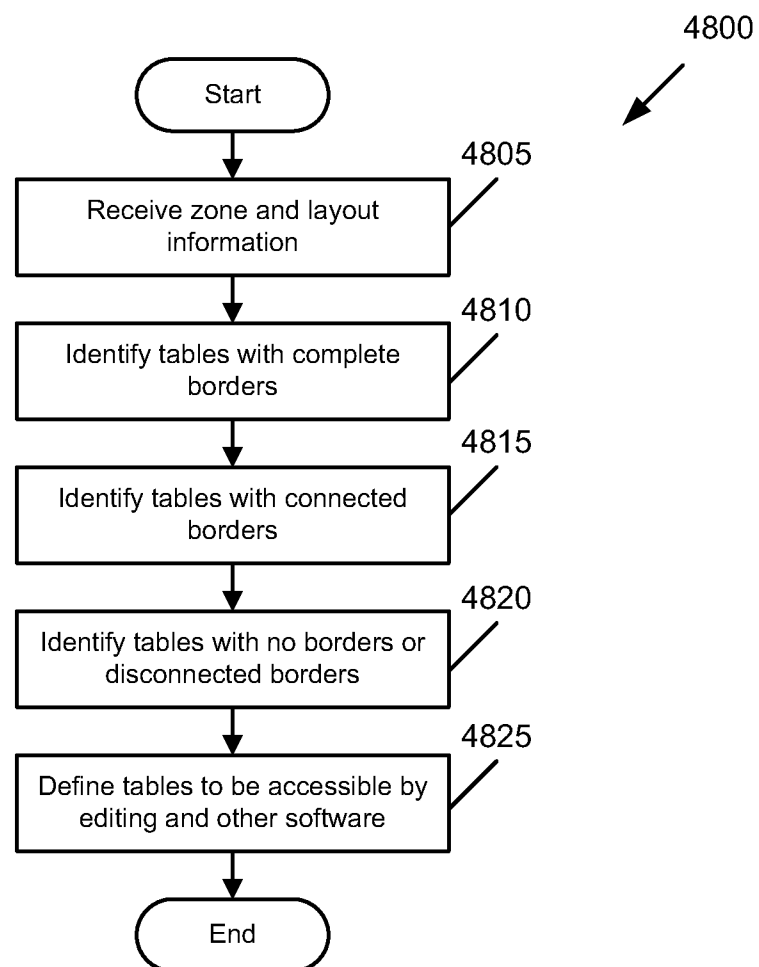 4800
Start
4805
Receive zone and layout
information
4810
Identify tables with complete
borders
4815
Identify tables with connected
borders
4820
Identify tables with no borders or
disconnected borders
4825
Define tables to be accessible by
editing and other software
End